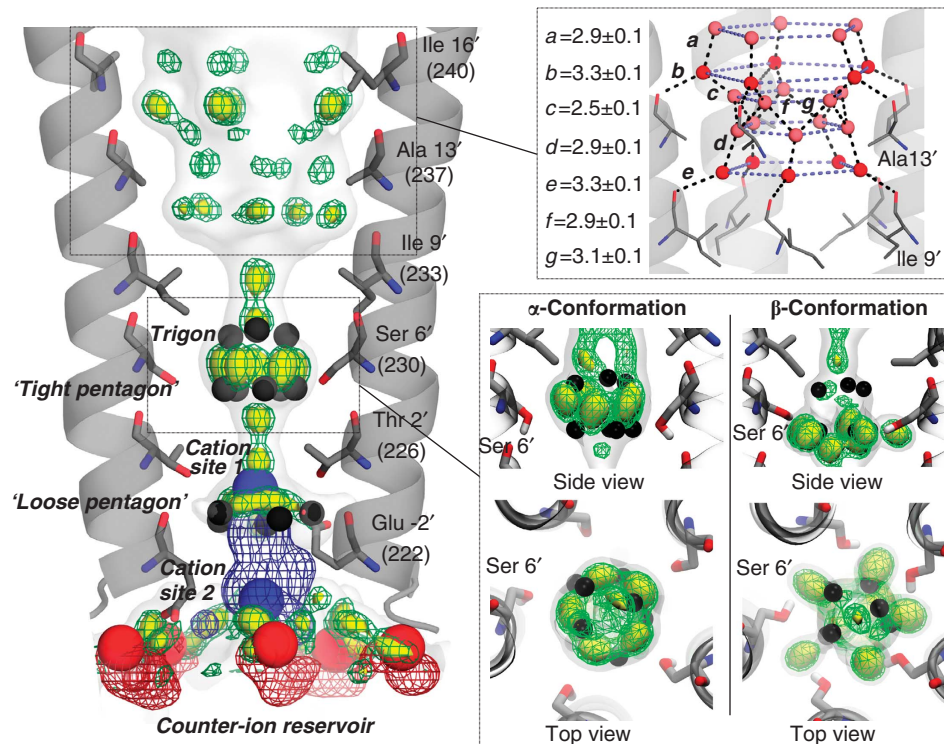 Ile 16′
(240)
Ala 13′
(237)
Ile 9′
(233)
Trigon
Ser 6′
(230)
'Tight pentagon'
Thr 2′
(226)
Cation
site 1
'Loose pentagon'
Glu -2′
(222)
Cation
site 2
Counter-ion reservoir
a=2.9±0.1
b=3.3±0.1
c=2.5±0.1
d=2.9±0.1
e=3.3±0.1
f=2.9±0.1
g=3.1±0.1
a
b
c
f
g
d
e
Ala13′
Ile 9′
α-Conformation
β-Conformation
Ser 6′
Ser 6′
Side view
Side view
Ser 6′
Ser 6′
Top view
Top view